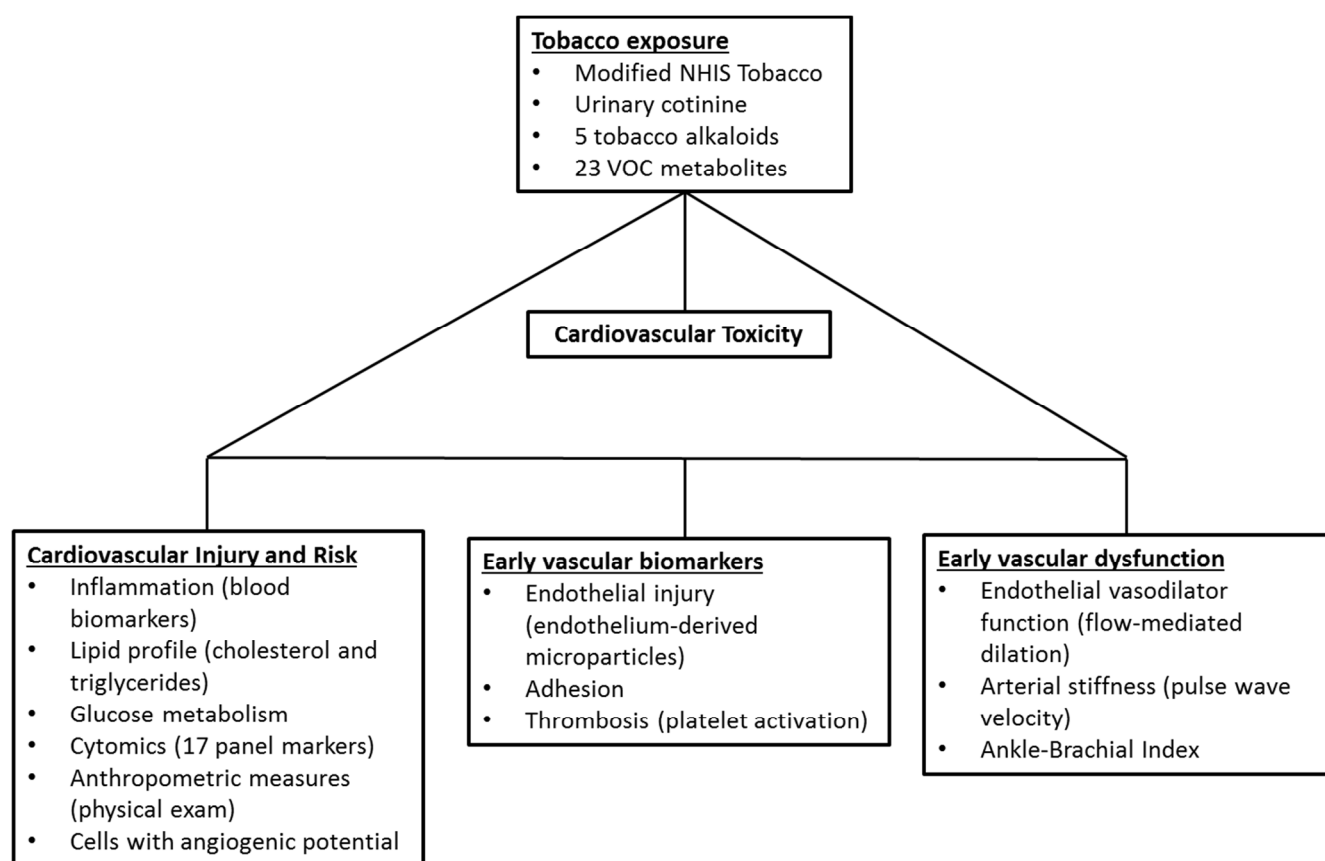 Tobacco exposure
• Modified NHIS Tobacco
• Urinary cotinine
• 5 tobacco alkaloids
• 23 VOC metabolites
Cardiovascular Toxicity
Cardiovascular Injury and Risk
• Inflammation (blood
biomarkers)
• Lipid profile (cholesterol and
triglycerides)
• Glucose metabolism
• Cytomics (17 panel markers)
• Anthropometric measures
(physical exam)
• Cells with angiogenic potential
Early vascular biomarkers
• Endothelial injury
(endothelium-derived
microparticles)
• Adhesion
• Thrombosis (platelet activation)
Early vascular dysfunction
• Endothelial vasodilator
function (flow-mediated
dilation)
• Arterial stiffness (pulse wave
velocity)
• Ankle-Brachial Index